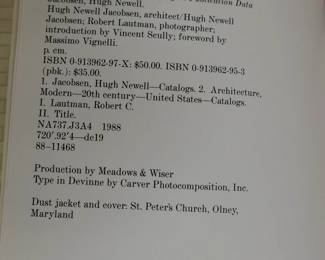 Publication Data
Jacobsen, Hugh Newell.
Hugh Newell Jacobsen, architect/Hugh Newell
Jacobsen; Robert Lautman, photographer;
introduction by Vincent Scully; foreword by
Massimo Vignelli.
p. cm.
ISBN 0-913962-97-X: $50.00. ISBN 0-913962-95-3
(pbk.): $35.00.
1. Jacobsen, Hugh Newell—Catalogs. 2. Architecture,
Modern—20th century—United States—Catalogs.
I. Lautman, Robert C.
II. Title.
NA737.J3A4 1988
720'.92'4—dc19
88-11468
Production by Meadows & Wiser
Type in Devinne by Carver Photocomposition, Inc.
Dust jacket and cover: St. Peter's Church, Olney,
Maryland